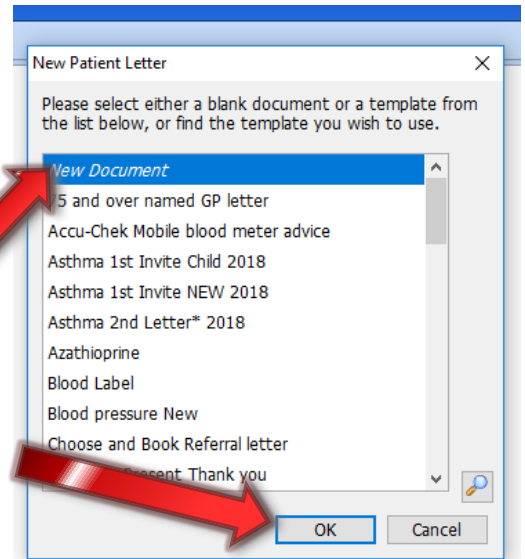 New Patient Letter
Please select either a blank document or a template from
the list below, or find the template you wish to use.
New Document
75 and over named GP letter
Accu-Chek Mobile blood meter advice
Asthma 1st Invite Child 2018
Asthma 1st Invite NEW 2018
Asthma 2nd Letter* 2018
Azathioprine
Blood Label
Blood pressure New
Choose and Book Referral letter
Present Thank you
OK
Cancel